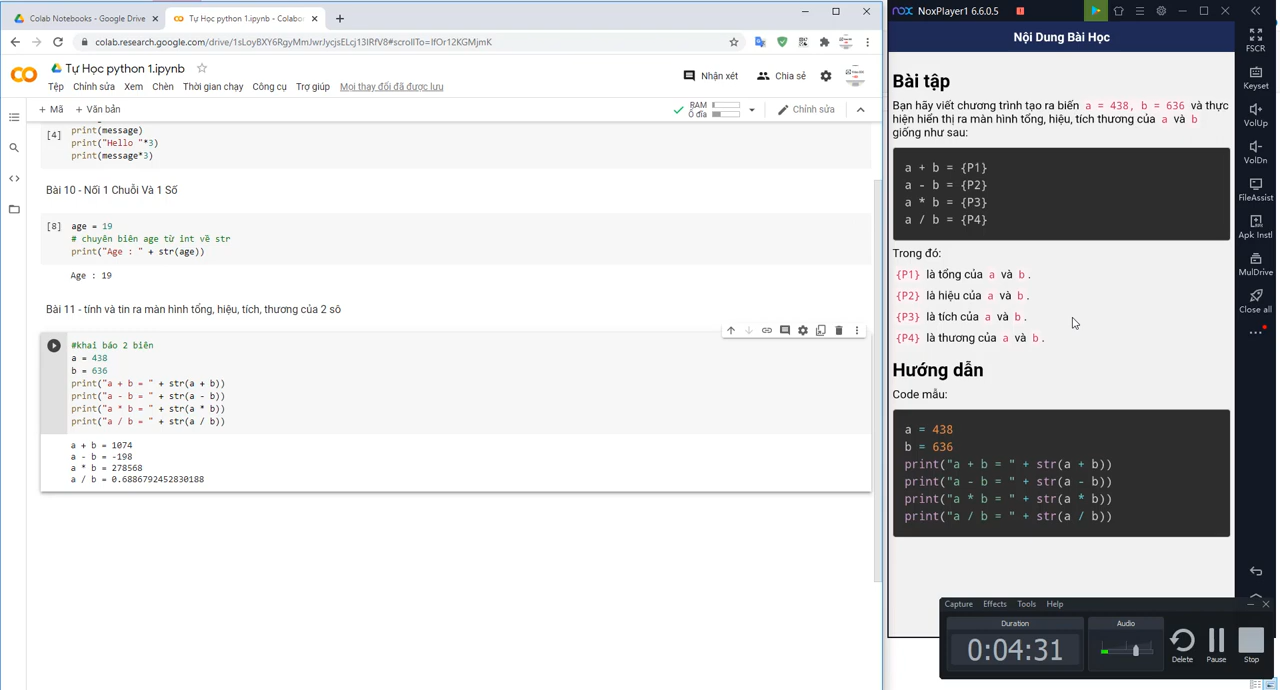 Colab Notebooks - Google Drive
Tự Học python 1.ipynb - Colabo
colab.research.google.com/drive/1sLoyBXY6RgyMmJwrJycjsELcj13IRfV8#scrollTo=IfOr12KGMjmK
Tự Học python 1.ipynb
Tệp Chỉnh sửa Xem Chèn Thời gian chạy Công cụ Trợ giúp Mọi thay đổi đã được lưu
Nhận xét Chia sẻ
+ Mã + Văn bản
RAM
Ổ đĩa
Chỉnh sửa
[4] print(message)
print("Hello "*3)
print(message*3)
Bài 10 - Nối 1 Chuỗi Và 1 Số
[8] age = 19
# chuyên biên age từ int về str
print("Age : " + str(age))
Age : 19
Bài 11 - tính và tin ra màn hình tổng, hiệu, tích, thương của 2 sô
#khai báo 2 biên
a = 438
b = 636
print("a + b = " + str(a + b))
print("a - b = " + str(a - b))
print("a * b = " + str(a * b))
print("a / b = " + str(a / b))
a + b = 1074
a - b = -198
a * b = 278568
a / b = 0.6886792452830188
nox NoxPlayer1 6.6.0.5
Nội Dung Bài Học
Bài tập
Bạn hãy viết chương trình tạo ra biến a = 438, b = 636 và thực
hiện hiển thị ra màn hình tổng, hiệu, tích thương của a và b
giống như sau:
a + b = {P1}
a - b = {P2}
a * b = {P3}
a / b = {P4}
Trong đó:
{P1} là tổng của a và b.
{P2} là hiệu của a và b.
{P3} là tích của a và b.
{P4} là thương của a và b.
Hướng dẫn
Code mẫu:
a = 438
b = 636
print("a + b = " + str(a + b))
print("a - b = " + str(a - b))
print("a * b = " + str(a * b))
print("a / b = " + str(a / b))
FSCR
Keyset
VolUp
VolDn
FileAssist
Apk Instl
MulDrive
Close all
Capture Effects Tools Help
Duration
0:04:31
Audio
Delete Pause Stop